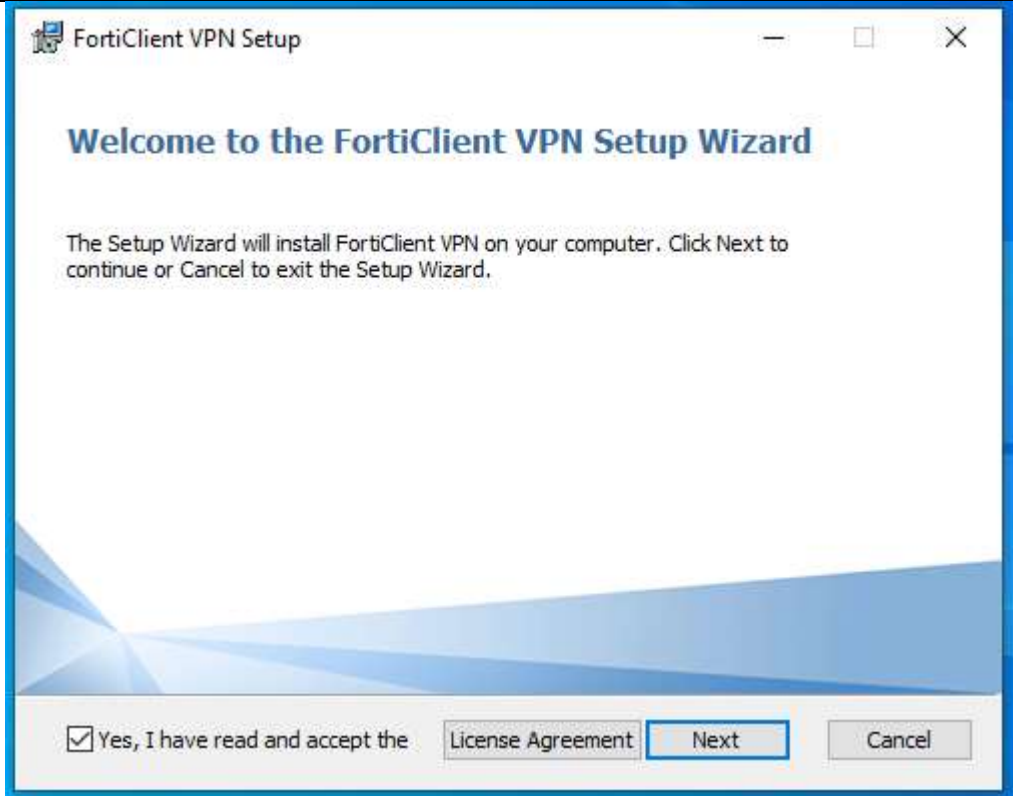 FortiClient VPN Setup
Welcome to the FortiClient VPN Setup Wizard
The Setup Wizard will install FortiClient VPN on your computer. Click Next to
continue or Cancel to exit the Setup Wizard.
Yes, I have read and accept the License Agreement Next Cancel